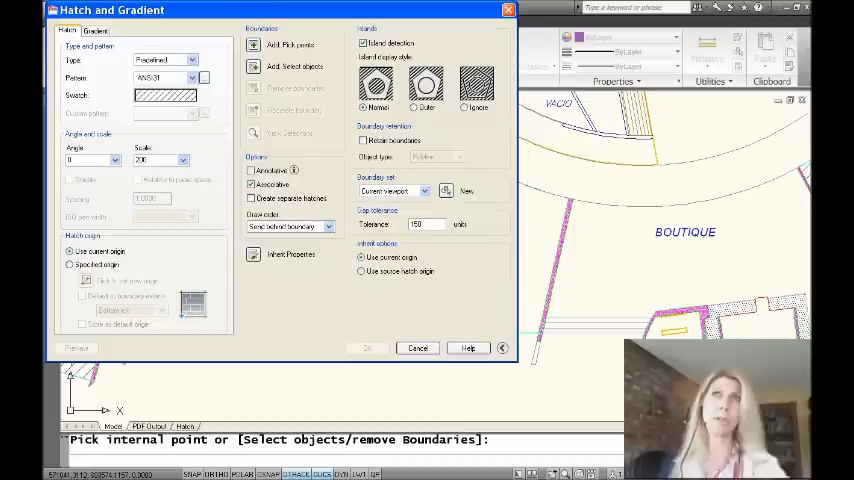 Hatch and Gradient
Type a keyword or phrase
Hatch
Gradient
Type and pattern
Type:
Predefined
Pattern:
ANSI31
Swatch:
Custom pattern:
Angle and scale
Angle
Scale:
0
200
Double
Relative to paper space
Spacing
1.0000
ISO pen width:
Hatch origin
Use current origin
Specified origin
Click to set new origin
Default to boundary extents
Bottom left
Store as default origin
Preview
Boundaries
Add: Pick points
Add: Select objects
Remove boundaries
Recreate boundary
View Selections
Options
Annotative
Associative
Create separate hatches
Draw order:
Send behind boundary
Inherit Properties
Islands
Island detection
Island display style:
Normal
Outer
Ignore
Boundary retention
Retain boundaries
Object type:
Polyline
Boundary set
Current viewport
New
Gap tolerance
Tolerance:
150
units
Inherit options
Use current origin
Use source hatch origin
OK
Cancel
Help
ByLayer
ByLayer
ByLayer
Measure
Paste
Utilities
Clipboard
BOUTIQUE
X
Model
PDF Output
Hatch
Pick internal point or [Select objects/remove Boundaries]:
SNAP
ORTHO
POLAR
OSNAP
OTRACK
DUCS
DYN
LWT
QP